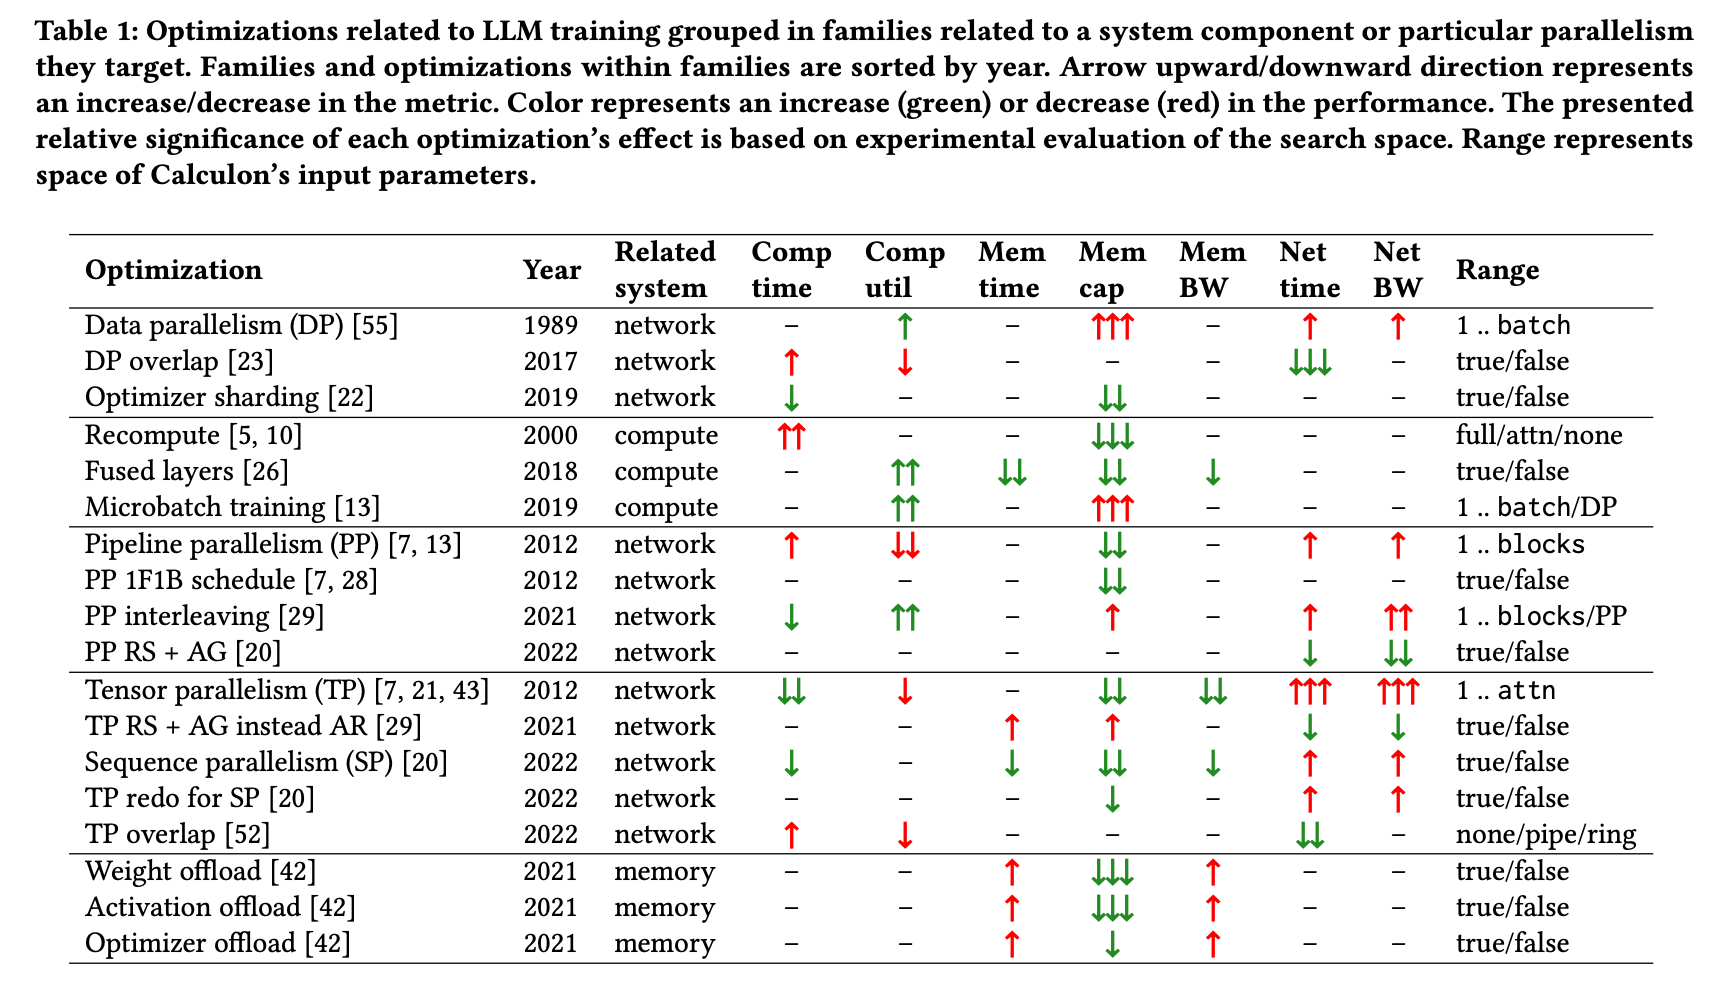 Table 1: Optimizations related to LLM training grouped in families related to a system component or particular parallelism
they target. Families and optimizations within families are sorted by year. Arrow upward/downward direction represents
an increase/decrease in the metric. Color represents an increase (green) or decrease (red) in the performance. The presented
relative significance of each optimization's effect is based on experimental evaluation of the search space. Range represents
space of Calculon's input parameters.
Optimization Year Related system Comp time Comp util Mem time Mem cap Mem BW Net time Net BW Range
Data parallelism (DP) [55] 1989 network – ↑ – ↑↑↑ – ↑ ↑ 1 .. batch
DP overlap [23] 2017 network ↑ ↓ – – – ↓↓↓ – true/false
Optimizer sharding [22] 2019 network ↓ – – ↓↓ – – – true/false
Recompute [5, 10] 2000 compute ↑↑ – – ↓↓↓ – – – full/attn/none
Fused layers [26] 2018 compute – ↑↑ ↓↓ ↓↓ ↓ – – true/false
Microbatch training [13] 2019 compute – ↑↑ – ↑↑↑ – – – 1 .. batch/DP
Pipeline parallelism (PP) [7, 13] 2012 network ↑ ↓↓ – ↓↓ – ↑ ↑ 1 .. blocks
PP 1F1B schedule [7, 28] 2012 network – – – ↓↓ – – – true/false
PP interleaving [29] 2021 network ↓ ↑↑ – ↑ – ↑ ↑↑ 1 .. blocks/PP
PP RS + AG [20] 2022 network – – – – – ↓ ↓↓ true/false
Tensor parallelism (TP) [7, 21, 43] 2012 network ↓↓ ↓ – ↓↓ ↓↓ ↑↑↑ ↑↑↑ 1 .. attn
TP RS + AG instead AR [29] 2021 network – – ↑ ↑ – ↓ ↓ true/false
Sequence parallelism (SP) [20] 2022 network ↓ – ↓ ↓↓ ↓ ↑ ↑ true/false
TP redo for SP [20] 2022 network – – – ↓ – ↑ ↑ true/false
TP overlap [52] 2022 network ↑ ↓ – – – ↓↓ – none/pipe/ring
Weight offload [42] 2021 memory – – ↑ ↓↓↓ ↑ – – true/false
Activation offload [42] 2021 memory – – ↑ ↓↓↓ ↑ – – true/false
Optimizer offload [42] 2021 memory – – ↑ ↓ ↑ – – true/false